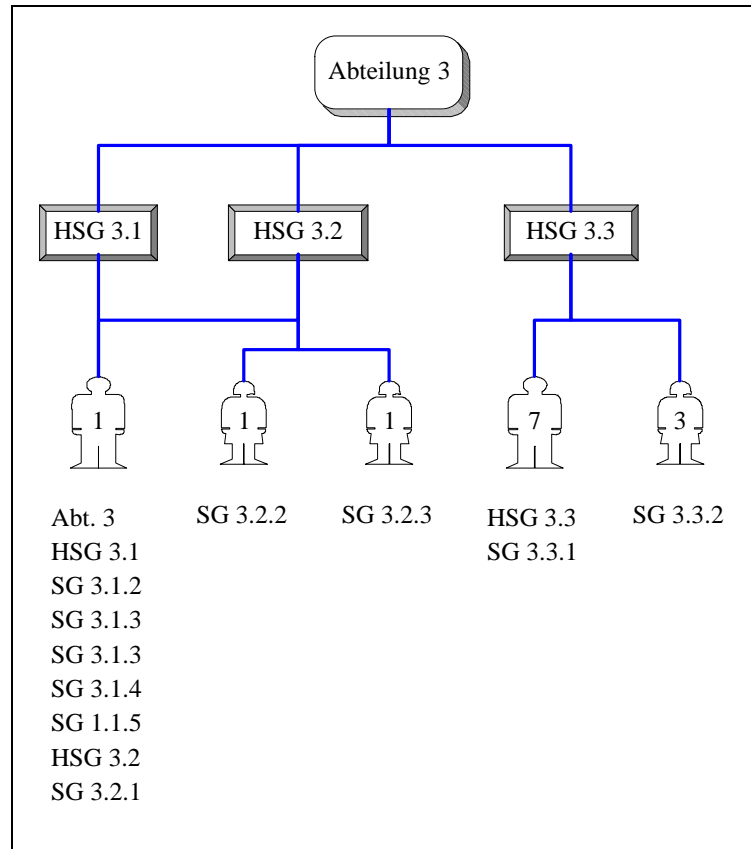 Abteilung 3
HSG 3.1
HSG 3.2
HSG 3.3
1
1
1
7
3
Abt. 3
HSG 3.1
SG 3.1.2
SG 3.1.3
SG 3.1.3
SG 3.1.4
SG 1.1.5
HSG 3.2
SG 3.2.1
SG 3.2.2
SG 3.2.3
HSG 3.3
SG 3.3.1
SG 3.3.2